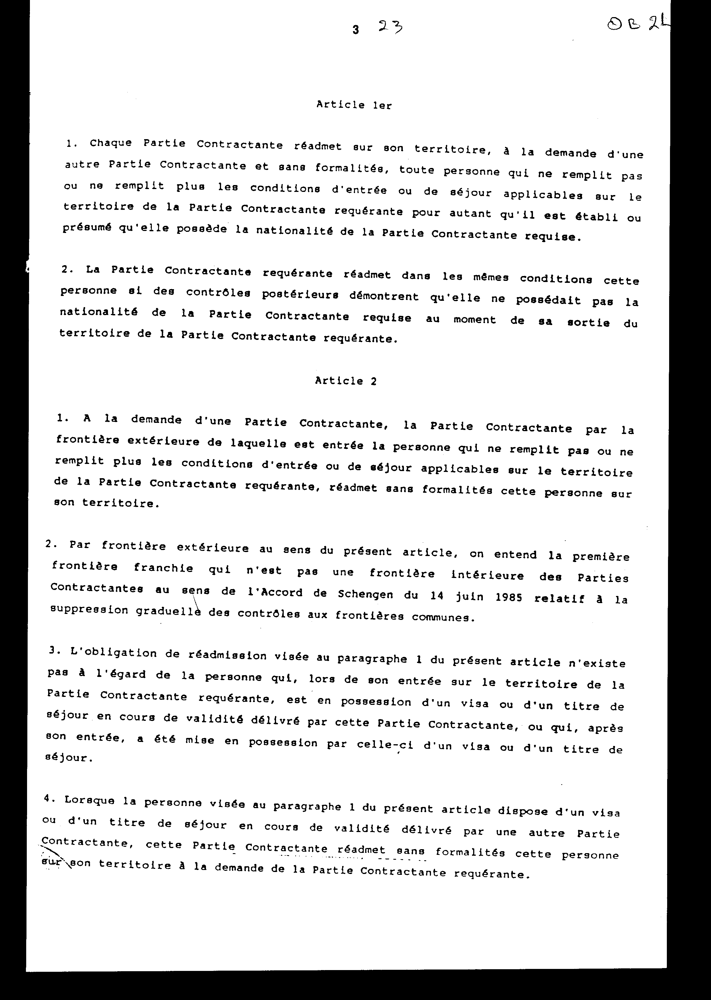 3 23
OB 2
Article 1er
1. Chaque Partie Contractante réadmet sur son territoire, à la demande d'une
autre Partie Contractante et sans formalités, toute personne qui ne remplit pas
ou ne remplit plus les conditions d'entrée ou de séjour applicables sur le
territoire de la Partie Contractante requérante pour autant qu'il est établi ou
présumé qu'elle possède la nationalité de la Partie Contractante requise.
2. La Partie Contractante requérante réadmet dans les mêmes conditions cette
personne si des contrôles postérieurs démontrent qu'elle ne possédait pas la
nationalité de la Partie Contractante requise au moment de sa sortie du
territoire de la Partie Contractante requérante.
Article 2
1. A la demande d'une Partie Contractante, la Partie Contractante par la
frontière extérieure de laquelle est entrée la personne qui ne remplit pas ou ne
remplit plus les conditions d'entrée ou de séjour applicables sur le territoire
de la Partie Contractante requérante, réadmet sans formalités cette personne sur
son territoire.
2. Par frontière extérieure au sens du présent article, on entend la première
frontière franchie qui n'est pas une frontière intérieure des Parties
Contractantes au sens de l'Accord de Schengen du 14 juin 1985 relatif à la
suppression graduelle des contrôles aux frontières communes.
3. L'obligation de réadmission visée au paragraphe 1 du présent article n'existe
pas à l'égard de la personne qui, lors de son entrée sur le territoire de la
Partie Contractante requérante, est en possession d'un visa ou d'un titre de
séjour en cours de validité délivré par cette Partie Contractante, ou qui, après
son entrée, a été mise en possession par celle-ci d'un visa ou d'un titre de
séjour.
4. Lorsque la personne visée au paragraphe 1 du présent article dispose d'un visa
ou d'un titre de séjour en cours de validité délivré par une autre Partie
Contractante, cette Partie Contractante réadmet sans formalités cette personne
sur son territoire à la demande de la Partie Contractante requérante.